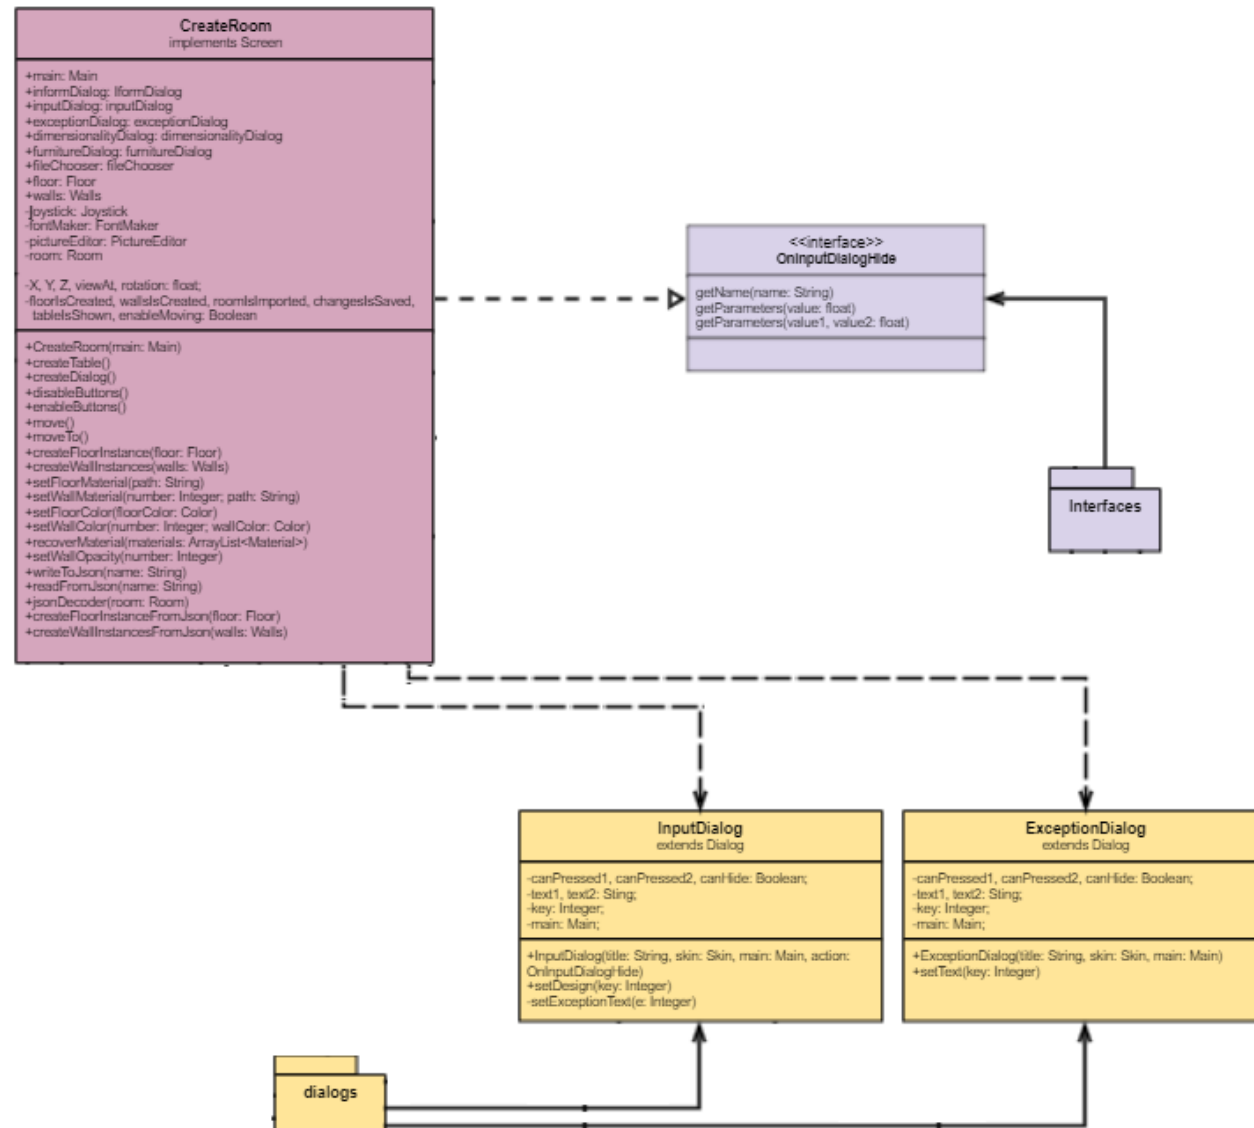 CreateRoom
implements Screen
+main: Main
+informDialog: IformDialog
+inputDialog: inputDialog
+exceptionDialog: exceptionDialog
+dimensionalityDialog: dimensionalityDialog
+furnitureDialog: furnitureDialog
+fileChooser: fileChooser
+floor: Floor
+walls: Walls
-joystick: Joystick
-fontMaker: FontMaker
-pictureEditor: PictureEditor
-room: Room
-X, Y, Z, viewAt, rotation: float;
-floorIsCreated, wallsIsCreated, roomIsImported, changesIsSaved,
tableIsShown, enableMoving: Boolean
+CreateRoom(main: Main)
+createTable()
+createDialog()
+disableButtons()
+enableButtons()
+move()
+moveTo()
+createFloorInstance(floor: Floor)
+createWallInstances(walls: Walls)
+setFloorMaterial(path: String)
+setWallMaterial(number: Integer; path: String)
+setFloorColor(floorColor: Color)
+setWallColor(number: Integer; wallColor: Color)
+recoverMaterial(materials: ArrayList<Material>)
+setWallOpacity(number: Integer)
+writeToJson(name: String)
+readFromJson(name: String)
+jsonDecoder(room: Room)
+createFloorInstanceFromJson(floor: Floor)
+createWallInstancesFromJson(walls: Walls)
<<interface>>
OnInputDialogHide
getName(name: String)
getParameters(value: float)
getParameters(value1, value2: float)
Interfaces
InputDialog
extends Dialog
-canPressed1, canPressed2, canHide: Boolean;
-text1, text2: Sting;
-key: Integer;
-main: Main;
+InputDialog(title: String, skin: Skin, main: Main, action:
OnInputDialogHide)
+setDesign(key: Integer)
-setExceptionText(e: Integer)
ExceptionDialog
extends Dialog
-canPressed1, canPressed2, canHide: Boolean;
-text1, text2: Sting;
-key: Integer;
-main: Main;
+ExceptionDialog(title: String, skin: Skin, main: Main)
+setText(key: Integer)
dialogs